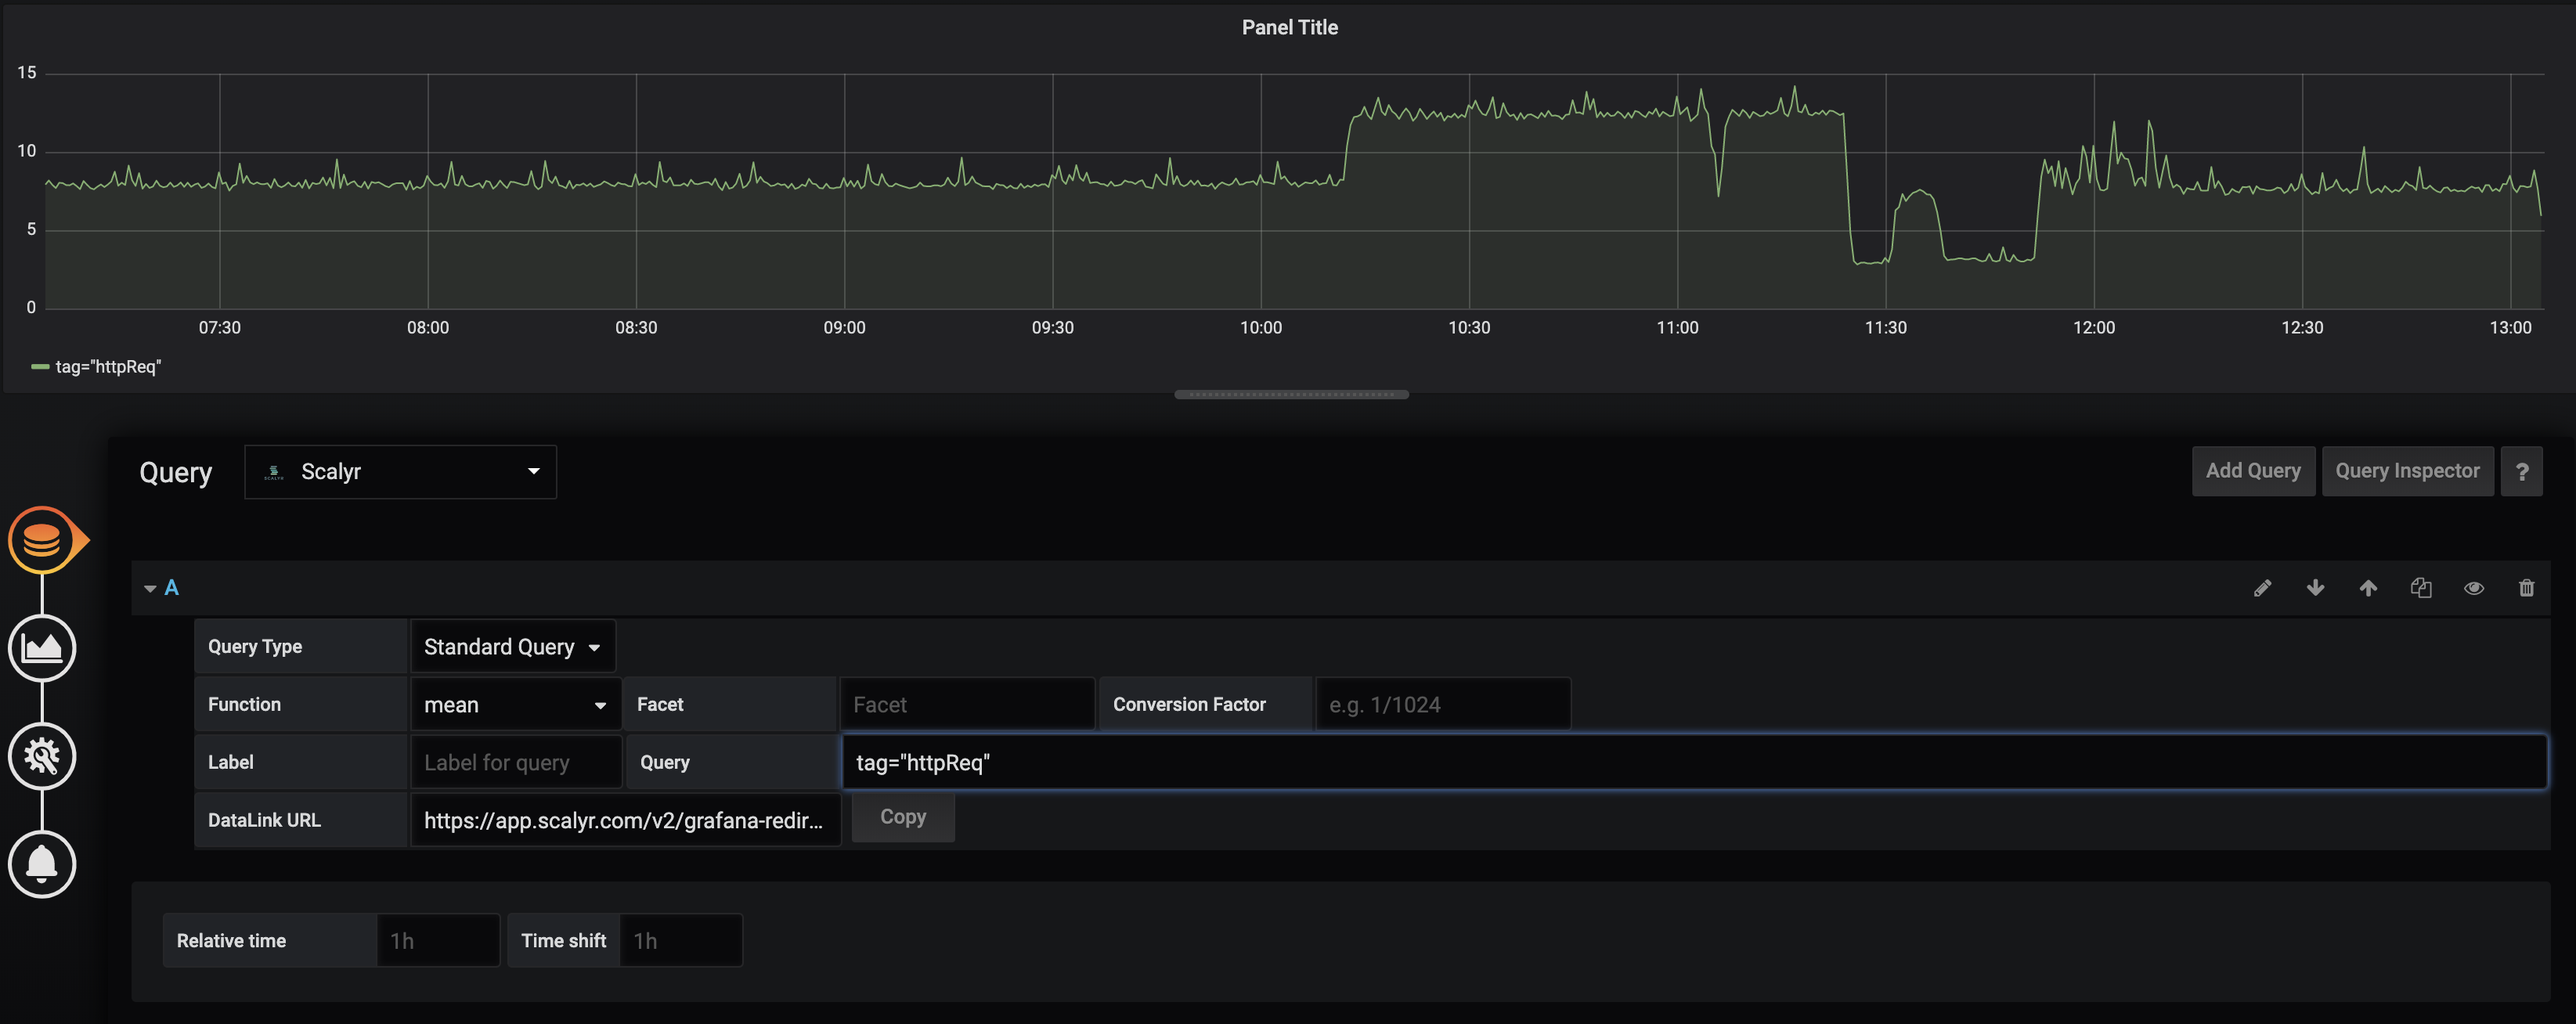 Panel Title
15
10
5
0
07:30 08:00 08:30 09:00 09:30 10:00 10:30 11:00 11:30 12:00 12:30 13:00
tag="httpReq"
Query Scalyr Add Query Query Inspector ?
SCALYR
A
Query Type Standard Query
Function mean Facet Facet Conversion Factor e.g. 1/1024
Label Label for query Query tag="httpReq"
DataLink URL https://app.scalyr.com/v2/grafana-redir... Copy
Relative time 1h Time shift 1h